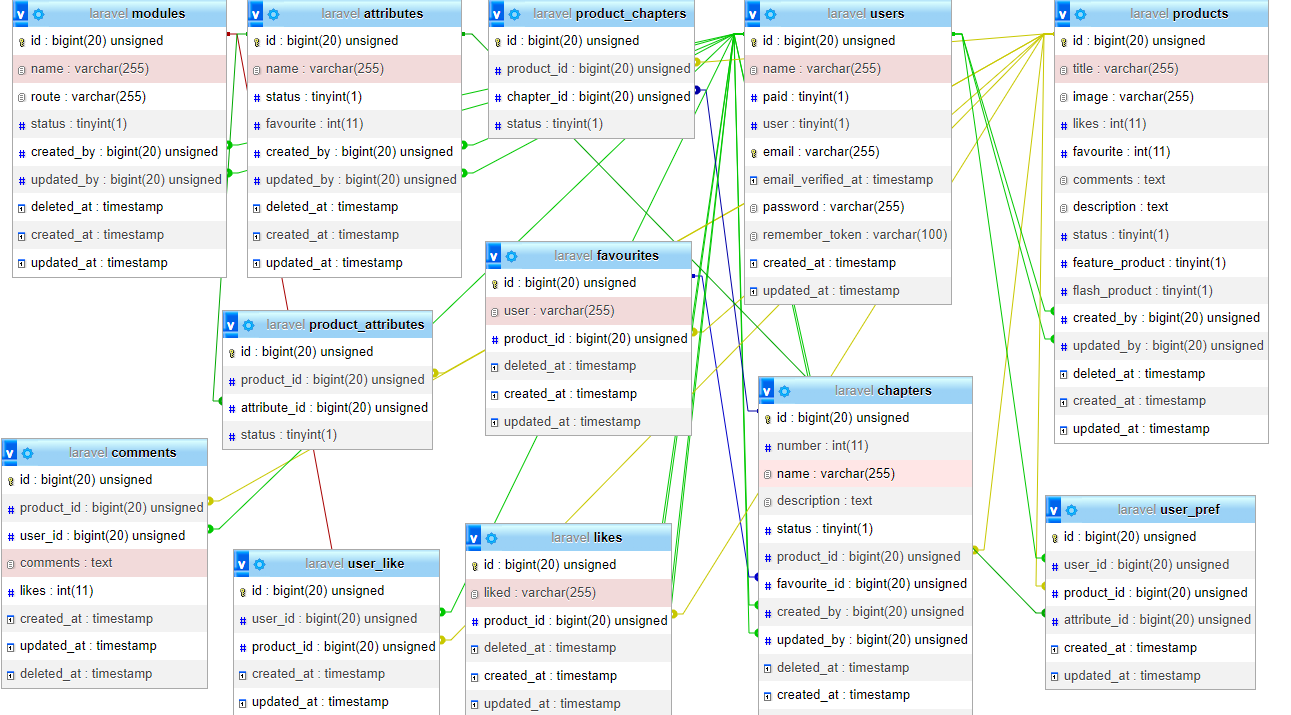 laravel modules
id : bigint(20) unsigned
name : varchar(255)
route : varchar(255)
status : tinyint(1)
created_by : bigint(20) unsigned
updated_by : bigint(20) unsigned
deleted_at : timestamp
created_at : timestamp
updated_at : timestamp
laravel attributes
id : bigint(20) unsigned
name : varchar(255)
status : tinyint(1)
favourite : int(11)
created_by : bigint(20) unsigned
updated_by : bigint(20) unsigned
deleted_at : timestamp
created_at : timestamp
updated_at : timestamp
laravel product_chapters
id : bigint(20) unsigned
product_id : bigint(20) unsigned
chapter_id : bigint(20) unsigned
status : tinyint(1)
laravel users
id : bigint(20) unsigned
name : varchar(255)
paid : tinyint(1)
user : tinyint(1)
email : varchar(255)
email_verified_at : timestamp
password : varchar(255)
remember_token : varchar(100)
created_at : timestamp
updated_at : timestamp
laravel products
id : bigint(20) unsigned
title : varchar(255)
image : varchar(255)
likes : int(11)
favourite : int(11)
comments : text
description : text
status : tinyint(1)
feature_product : tinyint(1)
flash_product : tinyint(1)
created_by : bigint(20) unsigned
updated_by : bigint(20) unsigned
deleted_at : timestamp
created_at : timestamp
updated_at : timestamp
laravel favourites
id : bigint(20) unsigned
user : varchar(255)
product_id : bigint(20) unsigned
deleted_at : timestamp
created_at : timestamp
updated_at : timestamp
laravel product_attributes
id : bigint(20) unsigned
product_id : bigint(20) unsigned
attribute_id : bigint(20) unsigned
status : tinyint(1)
laravel chapters
id : bigint(20) unsigned
number : int(11)
name : varchar(255)
description : text
status : tinyint(1)
product_id : bigint(20) unsigned
favourite_id : bigint(20) unsigned
created_by : bigint(20) unsigned
updated_by : bigint(20) unsigned
deleted_at : timestamp
created_at : timestamp
laravel comments
id : bigint(20) unsigned
product_id : bigint(20) unsigned
user_id : bigint(20) unsigned
comments : text
likes : int(11)
created_at : timestamp
updated_at : timestamp
deleted_at : timestamp
laravel user_like
id : bigint(20) unsigned
user_id : bigint(20) unsigned
product_id : bigint(20) unsigned
created_at : timestamp
updated_at : timestamp
laravel likes
id : bigint(20) unsigned
liked : varchar(255)
product_id : bigint(20) unsigned
deleted_at : timestamp
created_at : timestamp
updated_at : timestamp
laravel user_pref
id : bigint(20) unsigned
user_id : bigint(20) unsigned
product_id : bigint(20) unsigned
attribute_id : bigint(20) unsigned
created_at : timestamp
updated_at : timestamp